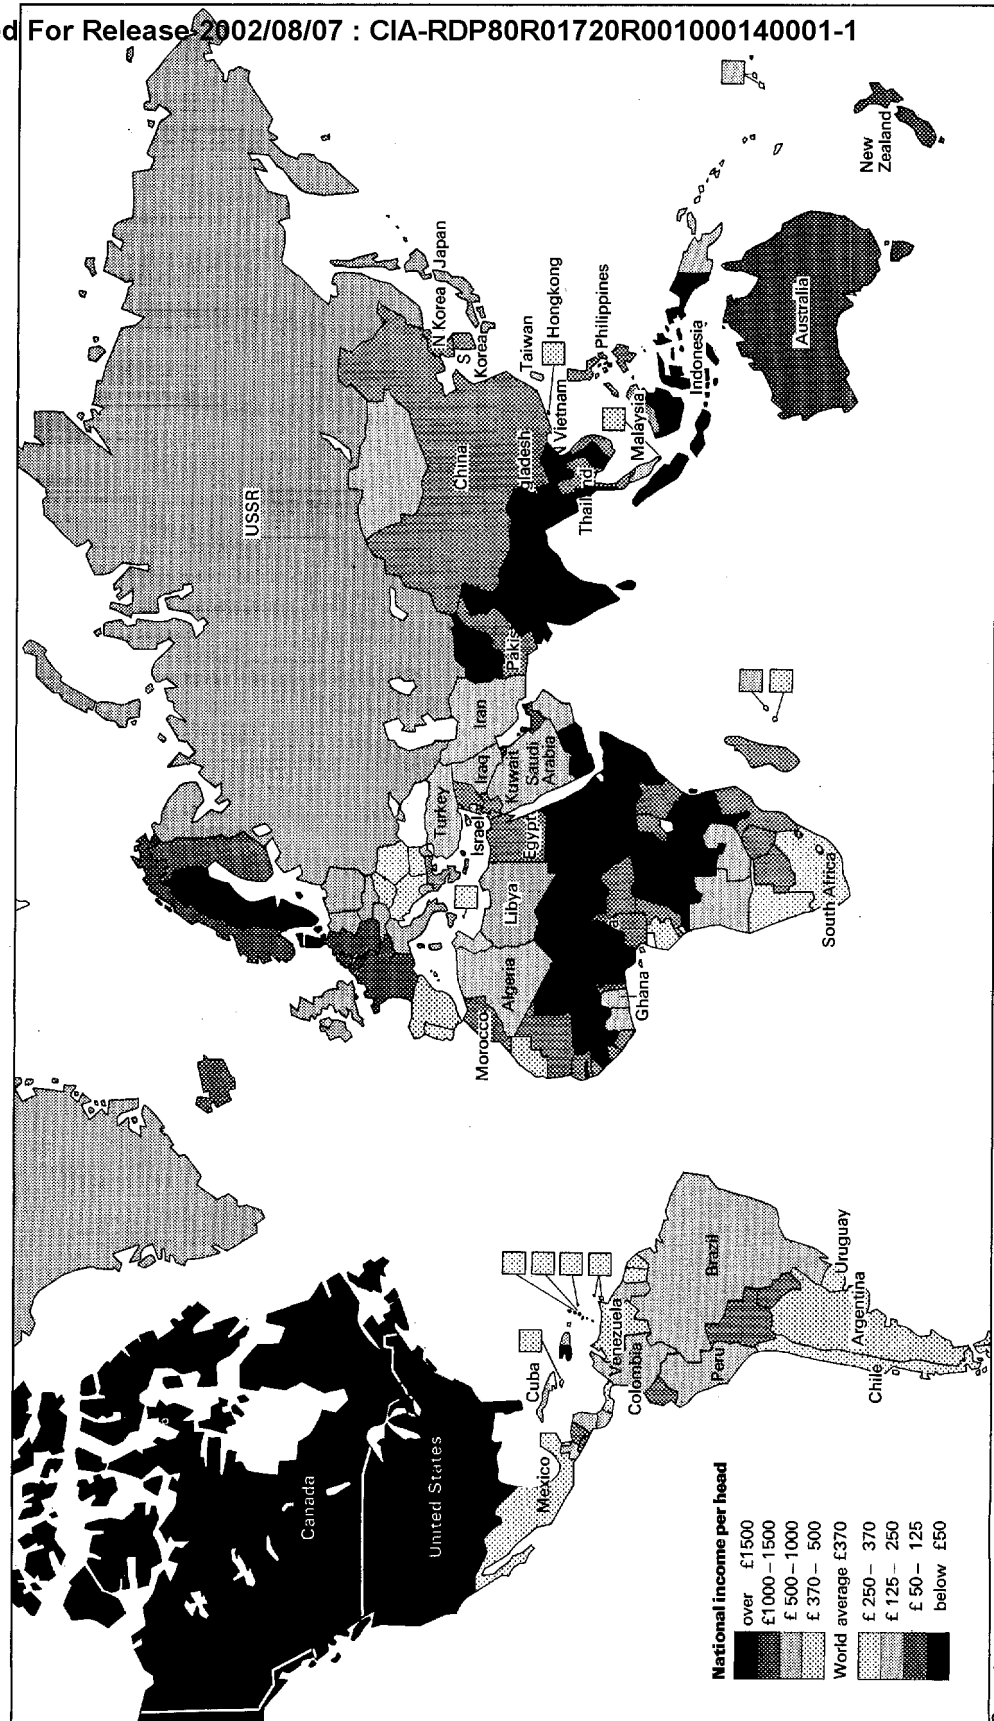 d For Release 2002/08/07 : CIA-RDP80R01720R001000140001-1
New
Zealand
Australia
Japan
N Korea
S
Korea
Hongkong
Taiwan
Philippines
N Vietnam
Indonesia
Malaysia
China
gladesh
Thailand
USSR
Pakis
Iran
Iraq
Kuwait
Saudi
Arabia
Turkey
Israel
Egypt
Libya
South Africa
Algeria
Ghana
Morocco
Brazil
Uruguay
Argentina
Venezuela
Cuba
Colombia
Peru
Chile
Mexico
Canada
United States
National income per head
over £1500
£1000–1500
£ 500–1000
£ 370– 500
World average £370
£ 250– 370
£ 125– 250
£ 50– 125
below £50